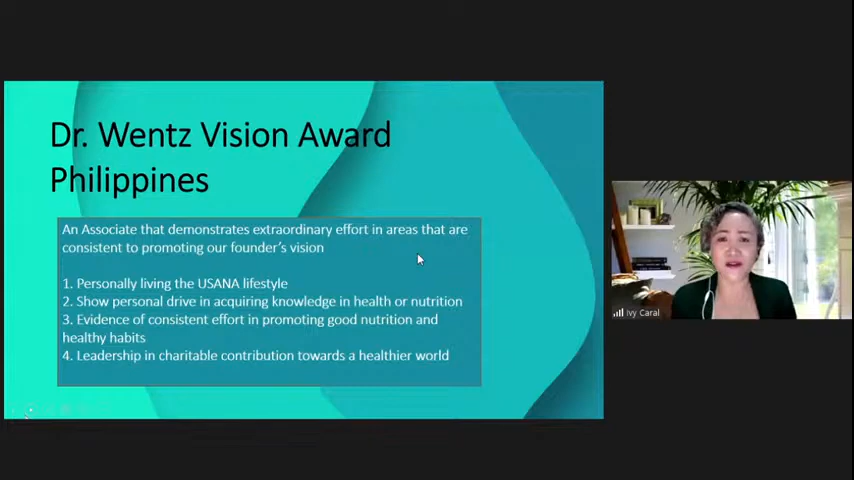 Dr. Wentz Vision Award
Philippines
An Associate that demonstrates extraordinary effort in areas that are
consistent to promoting our founder's vision
1. Personally living the USANA lifestyle
2. Show personal drive in acquiring knowledge in health or nutrition
3. Evidence of consistent effort in promoting good nutrition and
healthy habits
4. Leadership in charitable contribution towards a healthier world
Ivy Caral